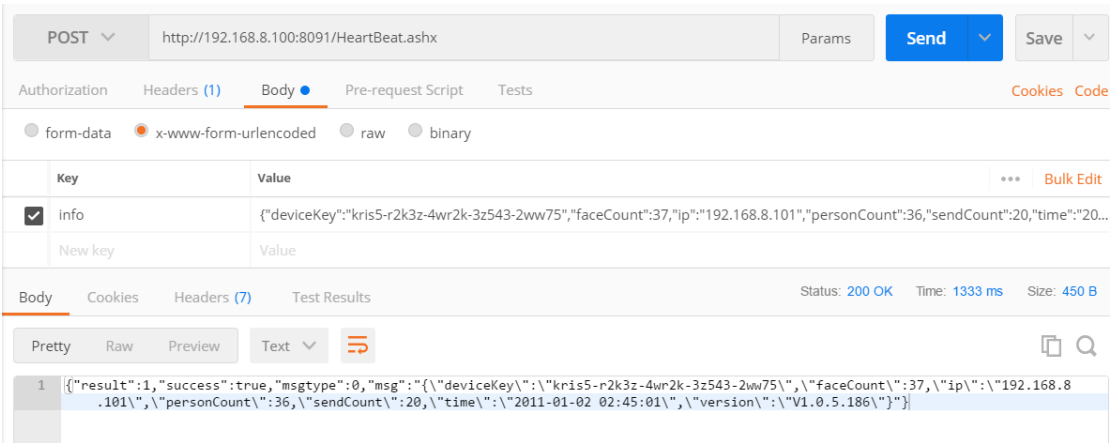 POST http://192.168.8.100:8091/HeartBeat.ashx Params Send Save
Authorization Headers (1) Body Pre-request Script Tests Cookies Code
form-data x-www-form-urlencoded raw binary
Key Value Bulk Edit
info {"deviceKey":"kris5-r2k3z-4wr2k-3z543-2ww75","faceCount":37,"ip":"192.168.8.101","personCount":36,"sendCount":20,"time":"20...
New key Value
Body Cookies Headers (7) Test Results Status: 200 OK Time: 1333 ms Size: 450 B
Pretty Raw Preview Text
1 {"result":1,"success":true,"msgtype":0,"msg":"{\"deviceKey\":\"kris5-r2k3z-4wr2k-3z543-2ww75\",\"faceCount\":37,\"ip\":\"192.168.8
.101\",\"personCount\":36,\"sendCount\":20,\"time\":\"2011-01-02 02:45:01\",\"version\":\"V1.0.5.186\"}"}